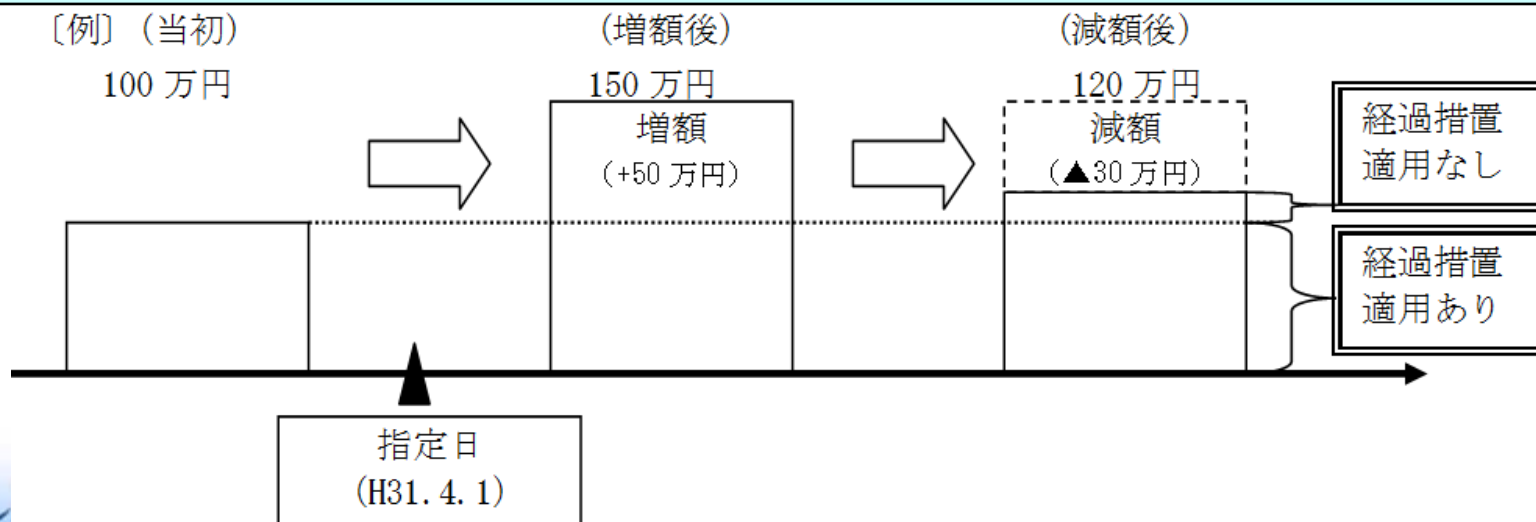 〔例〕(当初)
(増額後)
(減額後)
100 万円
150 万円
120 万円
増額
(+50 万円)
減額
(▲30 万円)
経過措置
適用なし
経過措置
適用あり
指定日
(H31.4.1)